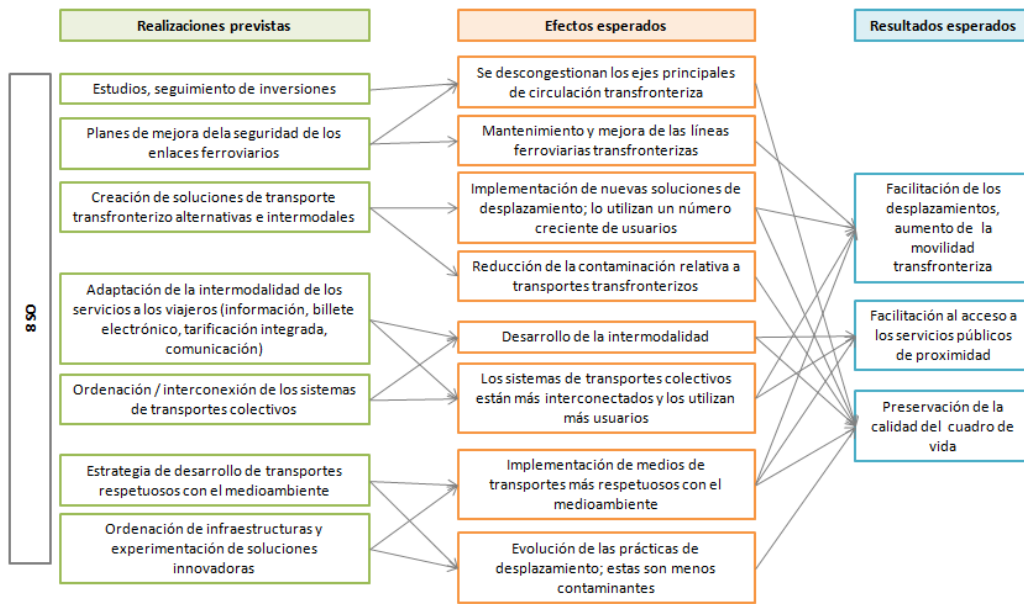 Realizaciones previstas
Efectos esperados
Resultados esperados
OS 8
Estudios, seguimiento de inversiones
Planes de mejora dela seguridad de los
enlaces ferroviarios
Creación de soluciones de transporte
transfronterizo alternativas e intermodales
Adaptación de la intermodalidad de los
servicios a los viajeros (información, billete
electrónico, tarificación integrada,
comunicación)
Ordenación / interconexión de los sistemas
de transportes colectivos
Estrategia de desarrollo de transportes
respetuosos con el medioambiente
Ordenación de infraestructuras y
experimentación de soluciones
innovadoras
Se descongestionan los ejes principales
de circulación transfronteriza
Mantenimiento y mejora de las líneas
ferroviarias transfronterizas
Implementación de nuevas soluciones de
desplazamiento; lo utilizan un número
creciente de usuarios
Reducción de la contaminación relativa a
transportes transfronterizos
Desarrollo de la intermodalidad
Los sistemas de transportes colectivos
están más interconectados y los utilizan
más usuarios
Implementación de medios de
transportes más respetuosos con el
medioambiente
Evolución de las prácticas de
desplazamiento; estas son menos
contaminantes
Facilitación de los
desplazamientos,
aumento de la
movilidad
transfronteriza
Facilitación al acceso a
los servicios públicos
de proximidad
Preservación de la
calidad del cuadro de
vida